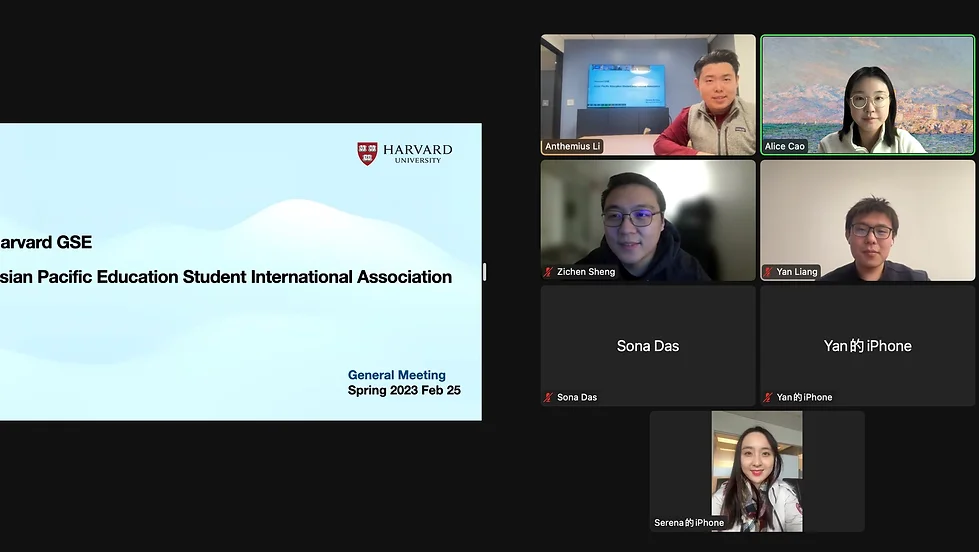 HARVARD
UNIVERSITY
arvard GSE
sian Pacific Education Student International Association
General Meeting
Spring 2023 Feb 25
Anthemius Li
Alice Cao
Zichen Sheng
Yan Liang
Sona Das
Sona Das
Yan的 iPhone
Yan的 iPhone
Serena的 iPhone